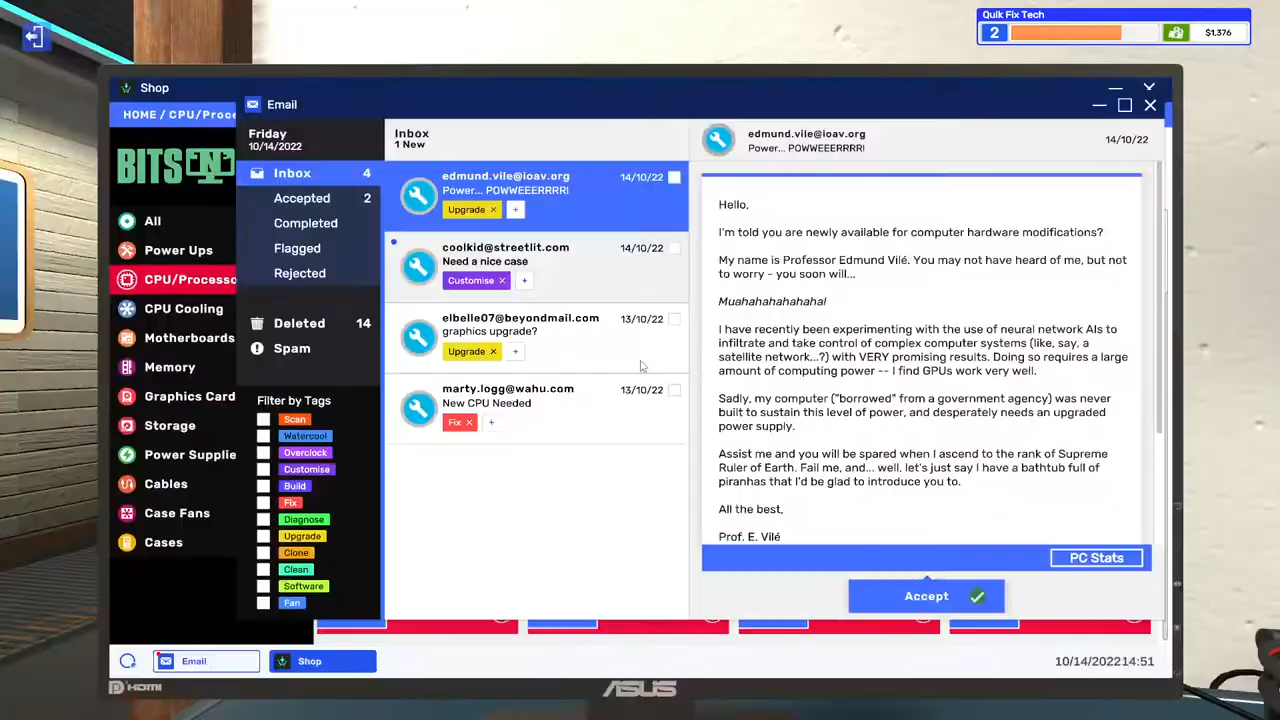 Quik Fix Tech
2
$1,376
Shop
HOME / CPU/Proce
BITS
All
Power Ups
CPU/Processo
CPU Cooling
Motherboards
Memory
Graphics Card
Storage
Power Supplie
Cables
Case Fans
Cases
Email
Friday
10/14/2022
Inbox 4
Accepted 2
Completed
Flagged
Rejected
Deleted 14
Spam
Filter by Tags
Scan
Watercool
Overclock
Customise
Build
Fix
Diagnose
Upgrade
Clone
Clean
Software
Fan
Inbox
1 New
edmund.vile@ioav.org 14/10/22
Power... POWWEEERRRR!
Upgrade × +
coolkid@streetlit.com 14/10/22
Need a nice case
Customise × +
elbelle07@beyondmail.com 13/10/22
graphics upgrade?
Upgrade × +
marty.logg@wahu.com 13/10/22
New CPU Needed
Fix × +
edmund.vile@ioav.org 14/10/22
Power... POWWEEERRRR!
Hello,
I'm told you are newly available for computer hardware modifications?
My name is Professor Edmund Vilé. You may not have heard of me, but not
to worry - you soon will...
Muahahahahahaha!
I have recently been experimenting with the use of neural network AIs to
infiltrate and take control of complex computer systems (like, say, a
satellite network...?) with VERY promising results. Doing so requires a large
amount of computing power -- I find GPUs work very well.
Sadly, my computer ("borrowed" from a government agency) was never
built to sustain this level of power, and desperately needs an upgraded
power supply.
Assist me and you will be spared when I ascend to the rank of Supreme
Ruler of Earth. Fail me, and... well, let's just say I have a bathtub full of
piranhas that I'd be glad to introduce you to.
All the best,
Prof. E. Vilé
PC Stats
Accept
Email
Shop
10/14/2022 14:51
HDMI
ASUS